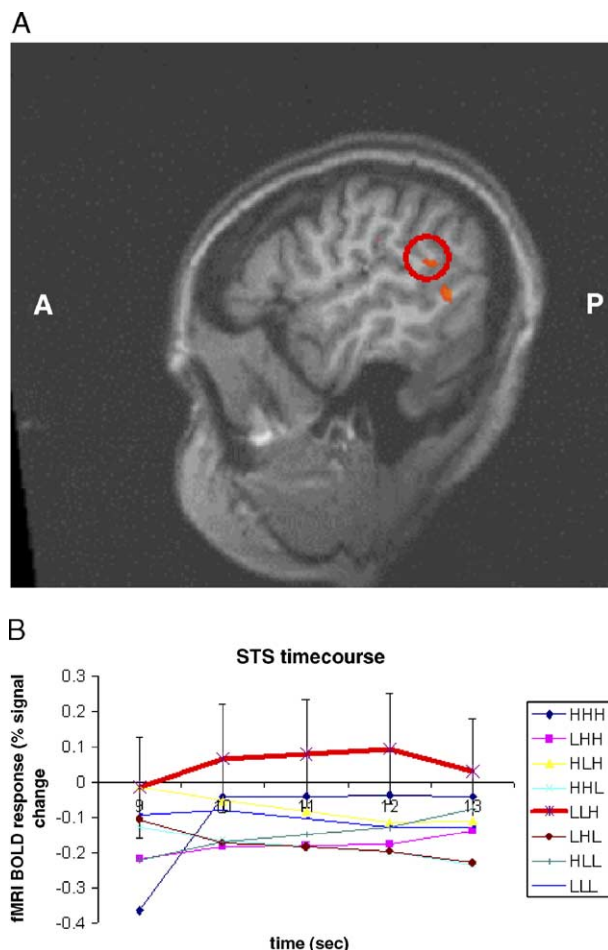 A
A
P
B
STS timecourse
fMRI BOLD response (% signal
change
0.3
0.2
0.1
0
-0.1
-0.2
-0.3
-0.4
9
10
11
12
13
time (sec)
HHH
LHH
HLH
HHL
LLH
LHL
HLL
LLL